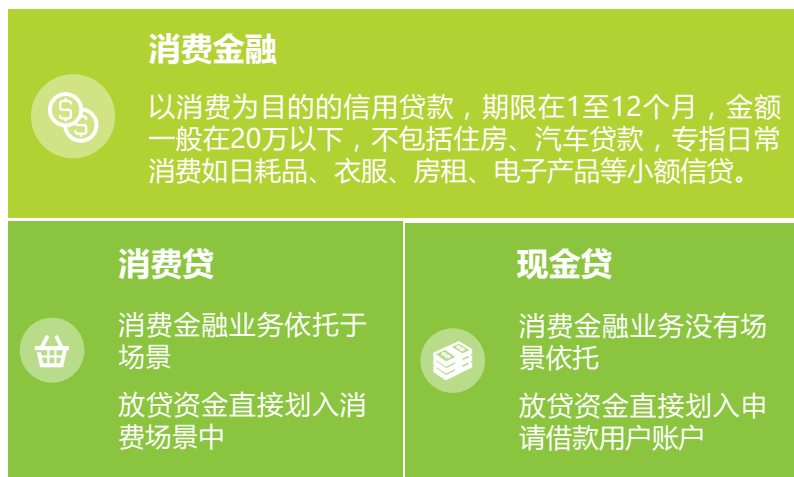 消费金融
以消费为目的的信用贷款，期限在1至12个月，金额
一般在20万以下，不包括住房、汽车贷款，专指日常
消费如日耗品、衣服、房租、电子产品等小额信贷。
消费贷
消费金融业务依托于
场景
放贷资金直接划入消
费场景中
现金贷
消费金融业务没有场
景依托
放贷资金直接划入申
请借款用户账户